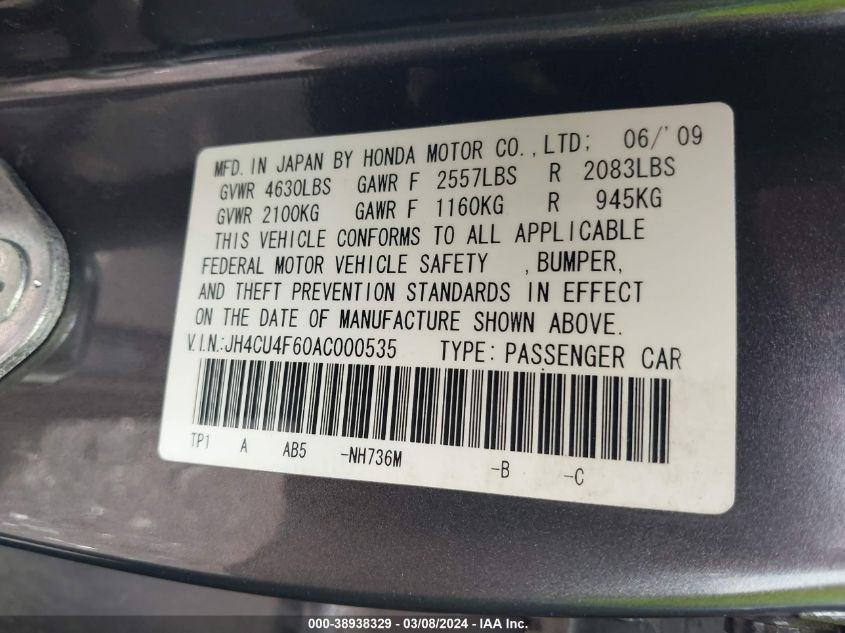 MFD. IN JAPAN BY HONDA MOTOR CO., LTD; 06/'09
GVWR 4630LBS GAWR F 2557LBS R 2083LBS
GVWR 2100KG GAWR F 1160KG R 945KG
THIS VEHICLE CONFORMS TO ALL APPLICABLE
FEDERAL MOTOR VEHICLE SAFETY , BUMPER,
AND THEFT PREVENTION STANDARDS IN EFFECT
ON THE DATE OF MANUFACTURE SHOWN ABOVE.
V.I.N.:JH4CU4F60AC000535 TYPE: PASSENGER CAR
TP1 A AB5 -NH736M -B -C
000-38938329 - 03/08/2024 - IAA Inc.